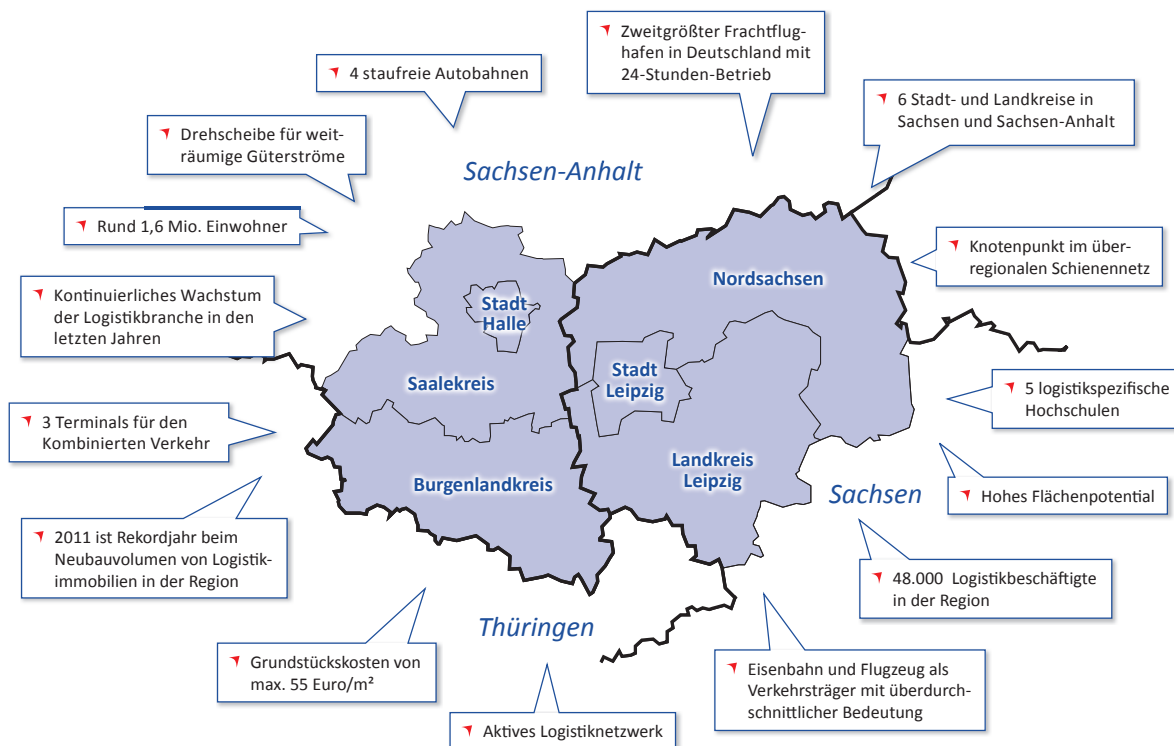 Zweitgrößter Frachtflug-
hafen in Deutschland mit
24-Stunden-Betrieb
4 staufreie Autobahnen
6 Stadt- und Landkreise in
Sachsen und Sachsen-Anhalt
Drehscheibe für weit-
räumige Güterströme
Sachsen-Anhalt
Rund 1,6 Mio. Einwohner
Knotenpunkt im über-
regionalen Schienennetz
Nordsachsen
Kontinuierliches Wachstum
der Logistikbranche in den
letzten Jahren
Stadt
Halle
Stadt
Leipzig
Saalekreis
5 logistikspezifische
Hochschulen
3 Terminals für den
Kombinierten Verkehr
Landkreis
Leipzig
Burgenlandkreis
Sachsen
Hohes Flächenpotential
2011 ist Rekordjahr beim
Neubauvolumen von Logistik-
immobilien in der Region
48.000 Logistikbeschäftigte
in der Region
Thüringen
Grundstückskosten von
max. 55 Euro/m²
Eisenbahn und Flugzeug als
Verkehrsträger mit überdurch-
schnittlicher Bedeutung
Aktives Logistiknetzwerk